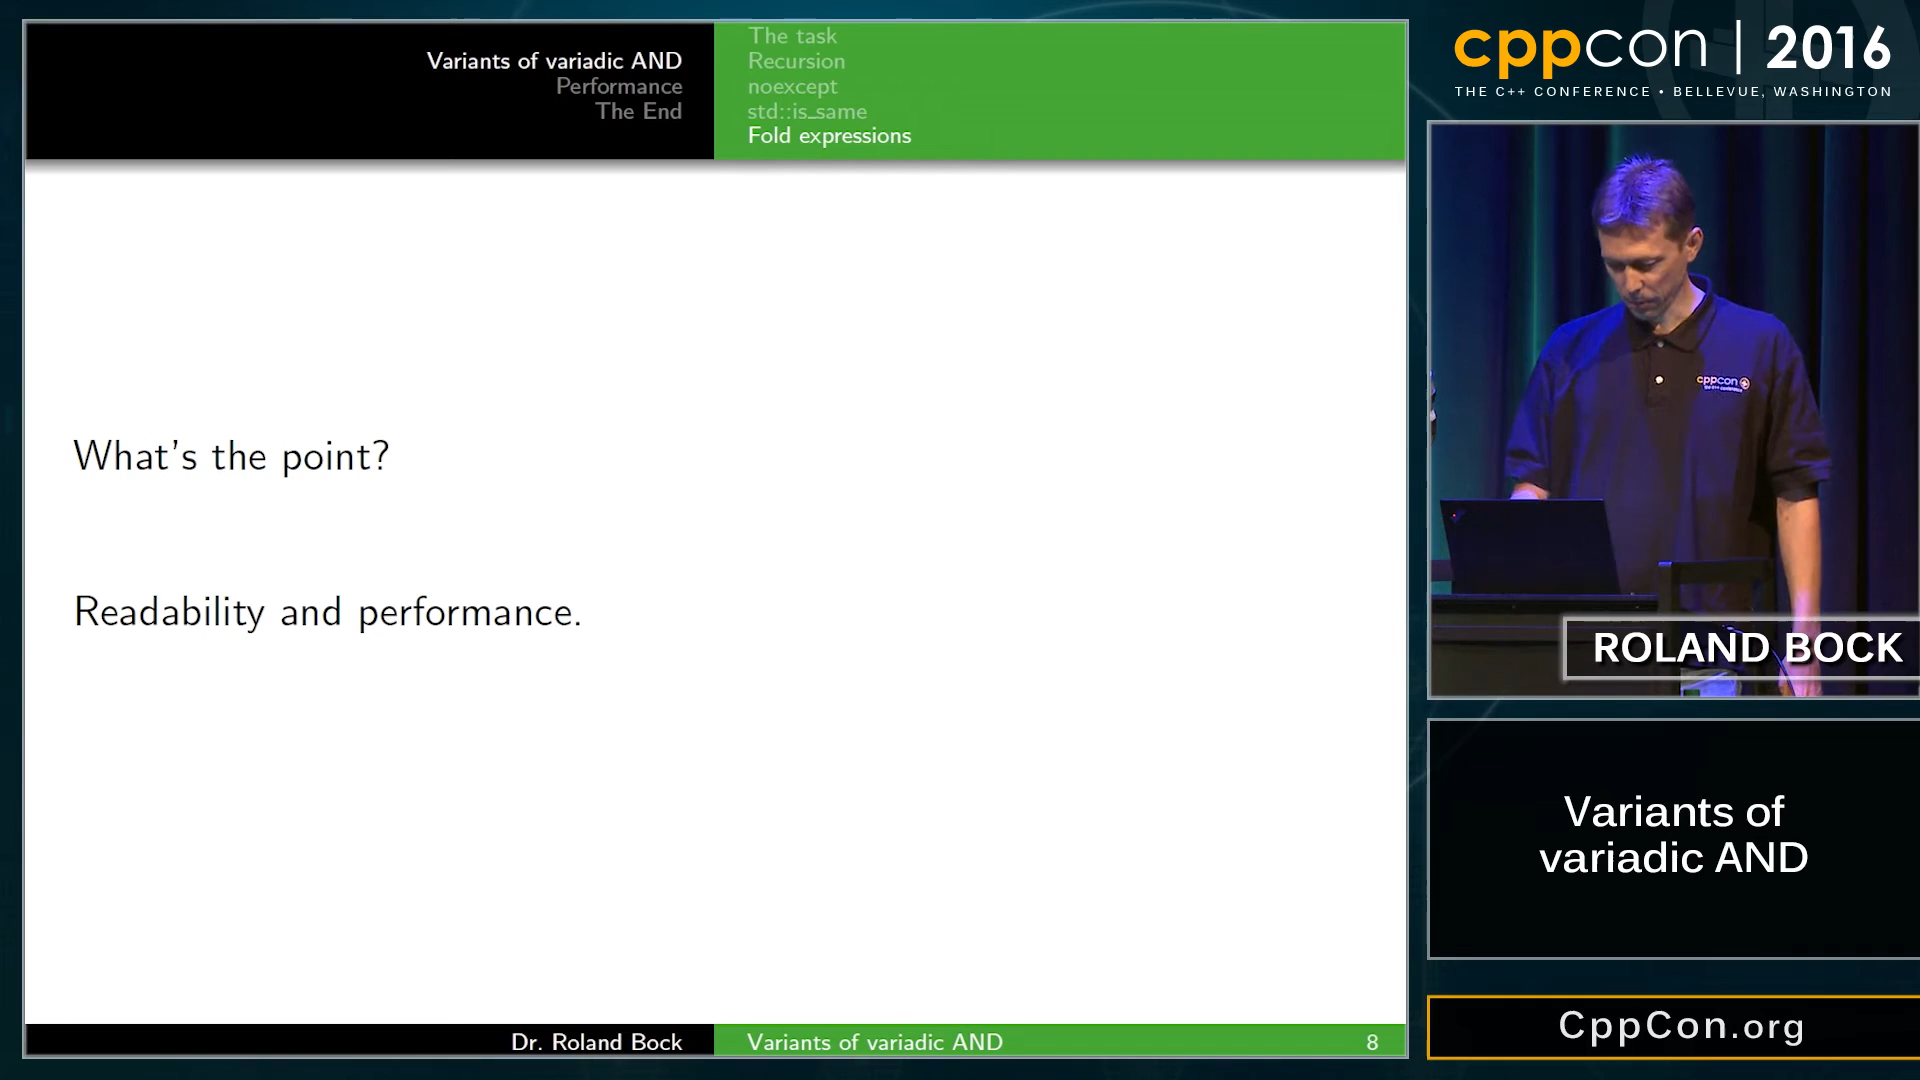 Variants of variadic AND
Performance
The End
The task
Recursion
noexcept
std::is_same
Fold expressions
What's the point?
Readability and performance.
Dr. Roland Bock
Variants of variadic AND
8
cppcon | 2016
THE C++ CONFERENCE • BELLEVUE, WASHINGTON
cppcon
ROLAND BOCK
Variants of
variadic AND
CppCon.org